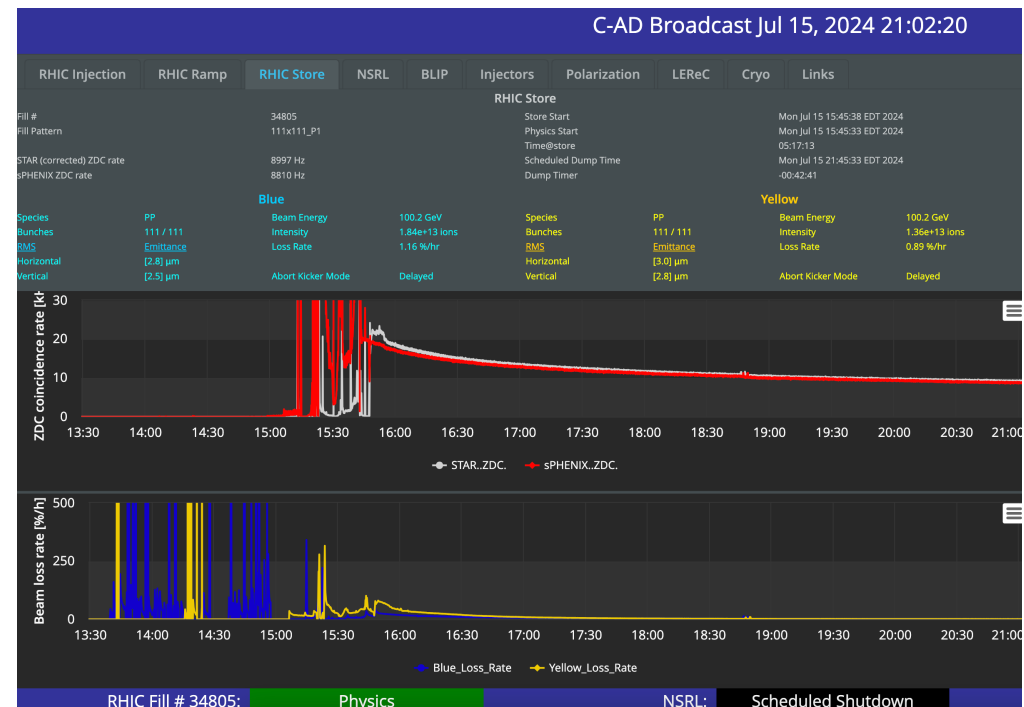 C-AD Broadcast Jul 15, 2024 21:02:20
RHIC Injection RHIC Ramp RHIC Store NSRL BLIP Injectors Polarization LEReC Cryo Links
RHIC Store
Fill # 34805 Store Start Mon Jul 15 15:45:38 EDT 2024
Fill Pattern 111x111_P1 Physics Start Mon Jul 15 15:45:33 EDT 2024
Time@store 05:17:13
STAR (corrected) ZDC rate 8997 Hz Scheduled Dump Time Mon Jul 15 21:45:33 EDT 2024
sPHENIX ZDC rate 8810 Hz Dump Timer -00:42:41
Blue Yellow
Species PP Beam Energy 100.2 GeV Species PP Beam Energy 100.2 GeV
Bunches 111 / 111 Intensity 1.84e+13 ions Bunches 111 / 111 Intensity 1.36e+13 ions
RMS Emittance Loss Rate 1.16 %/hr RMS Emittance Loss Rate 0.89 %/hr
Horizontal [2.8] μm Horizontal [3.0] μm
Vertical [2.5] μm Abort Kicker Mode Delayed Vertical [2.8] μm Abort Kicker Mode Delayed
ZDC coincidence rate [kH
30
20
10
0
13:30 14:00 14:30 15:00 15:30 16:00 16:30 17:00 17:30 18:00 18:30 19:00 19:30 20:00 20:30 21:00
STAR..ZDC. sPHENIX..ZDC.
Beam loss rate [%/h]
500
250
0
13:30 14:00 14:30 15:00 15:30 16:00 16:30 17:00 17:30 18:00 18:30 19:00 19:30 20:00 20:30 21:00
Blue_Loss_Rate Yellow_Loss_Rate
RHIC Fill # 34805: Physics NSRL: Scheduled Shutdown